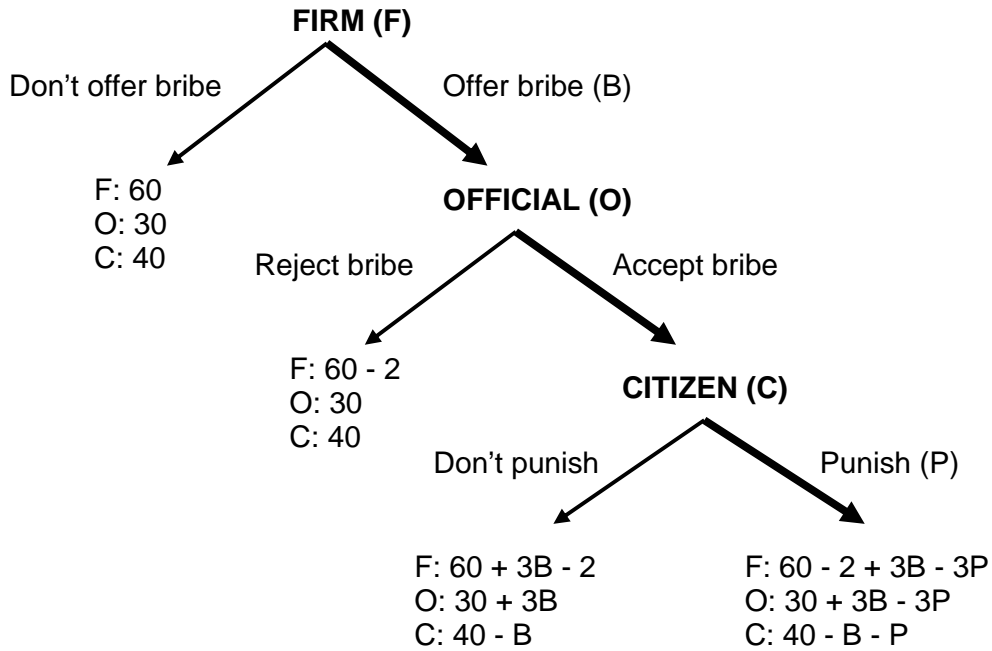 FIRM (F)
Don’t offer bribe
Offer bribe (B)
F: 60
O: 30
C: 40
OFFICIAL (O)
Reject bribe
Accept bribe
F: 60 - 2
O: 30
C: 40
CITIZEN (C)
Don’t punish
Punish (P)
F: 60 + 3B - 2
O: 30 + 3B
C: 40 - B
F: 60 - 2 + 3B - 3P
O: 30 + 3B - 3P
C: 40 - B - P